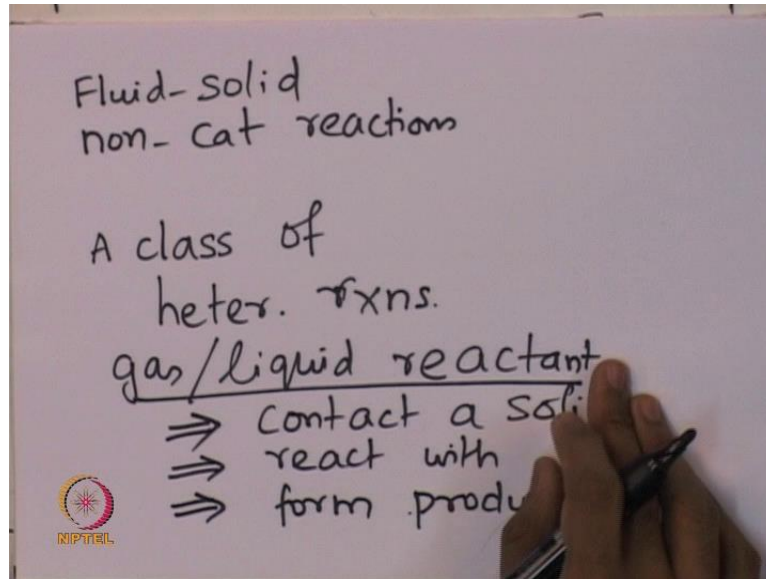 Fluid-solid
non-cat reactions
A class of
heter. rxns.
gas/liquid reactant
⇒ contact a
⇒ react with
⇒ form
NPTEL